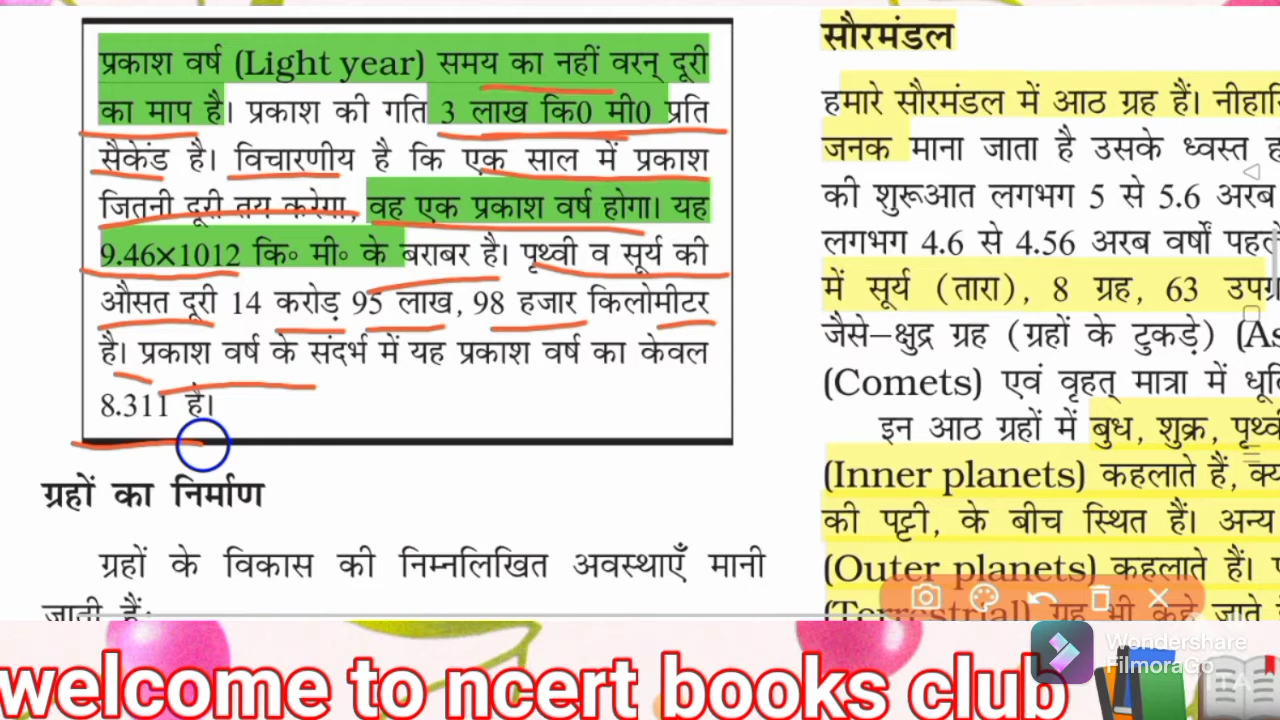 प्रकाश वर्ष (Light year) समय का नहीं वरन् दूरी
का माप है। प्रकाश की गति 3 लाख कि0 मी0 प्रति
सैकेंड है। विचारणीय है कि एक साल में प्रकाश
जितनी दूरी तय करेगा, वह एक प्रकाश वर्ष होगा। यह
9.46×1012 कि॰ मी॰ के बराबर है। पृथ्वी व सूर्य की
औसत दूरी 14 करोड़ 95 लाख, 98 हजार किलोमीटर
है। प्रकाश वर्ष के संदर्भ में यह प्रकाश वर्ष का केवल
8.311 है।
ग्रहों का निर्माण
ग्रहों के विकास की निम्नलिखित अवस्थाएँ मानी
जाती हैं:
सौरमंडल
हमारे सौरमंडल में आठ ग्रह हैं। नीहारि
जनक माना जाता है उसके ध्वस्त ह
की शुरूआत लगभग 5 से 5.6 अरब
लगभग 4.6 से 4.56 अरब वर्षों पहले
में सूर्य (तारा), 8 ग्रह, 63 उपग्र
जैसे−क्षुद्र ग्रह (ग्रहों के टुकड़े) (As
(Comets) एवं वृहत् मात्रा में धूलि
इन आठ ग्रहों में बुध, शुक्र, पृथ्वी
(Inner planets) कहलाते हैं, क्य
की पट्टी, के बीच स्थित हैं। अन्य
(Outer planets) कहलाते हैं।
(Terrestrial) ग्रह भी कहे जाते
Wondershare
FilmoraGo
welcome to ncert books club